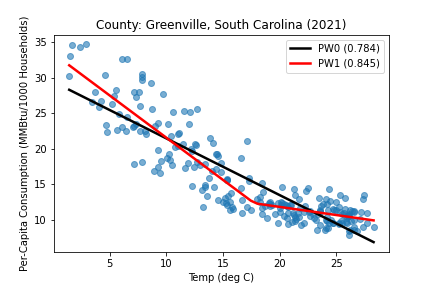 County: Greenville, South Carolina (2021)
PW0 (0.784)
PW1 (0.845)
Per-Capita Consumption (MMBtu/1000 Households)
35
30
25
20
15
10
5 10 15 20 25
Temp (deg C)